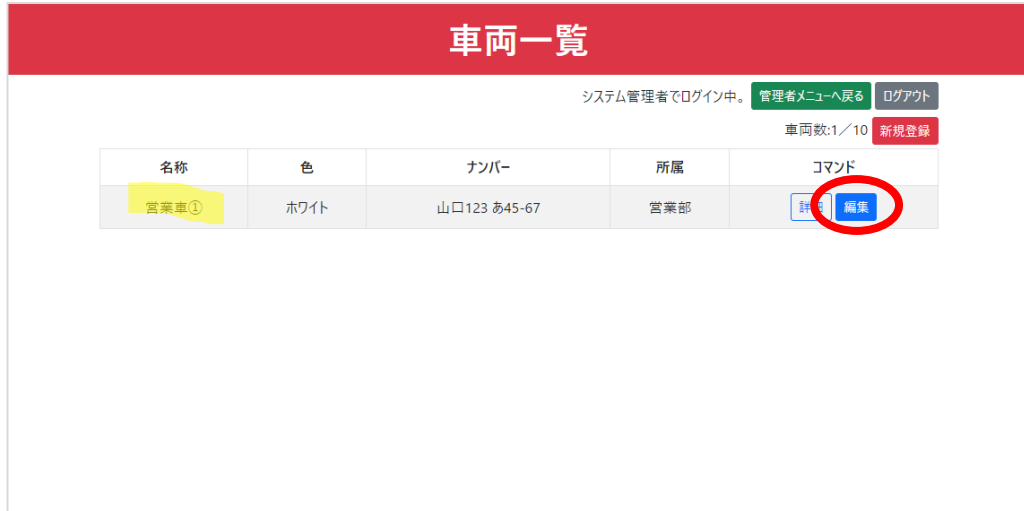 車両一覧
システム管理者でログイン中。 管理者メニューへ戻る ログアウト
車両数:1／10 新規登録
名称 色 ナンバー 所属 コマンド
営業車① ホワイト 山口123 あ45-67 営業部 詳細 編集